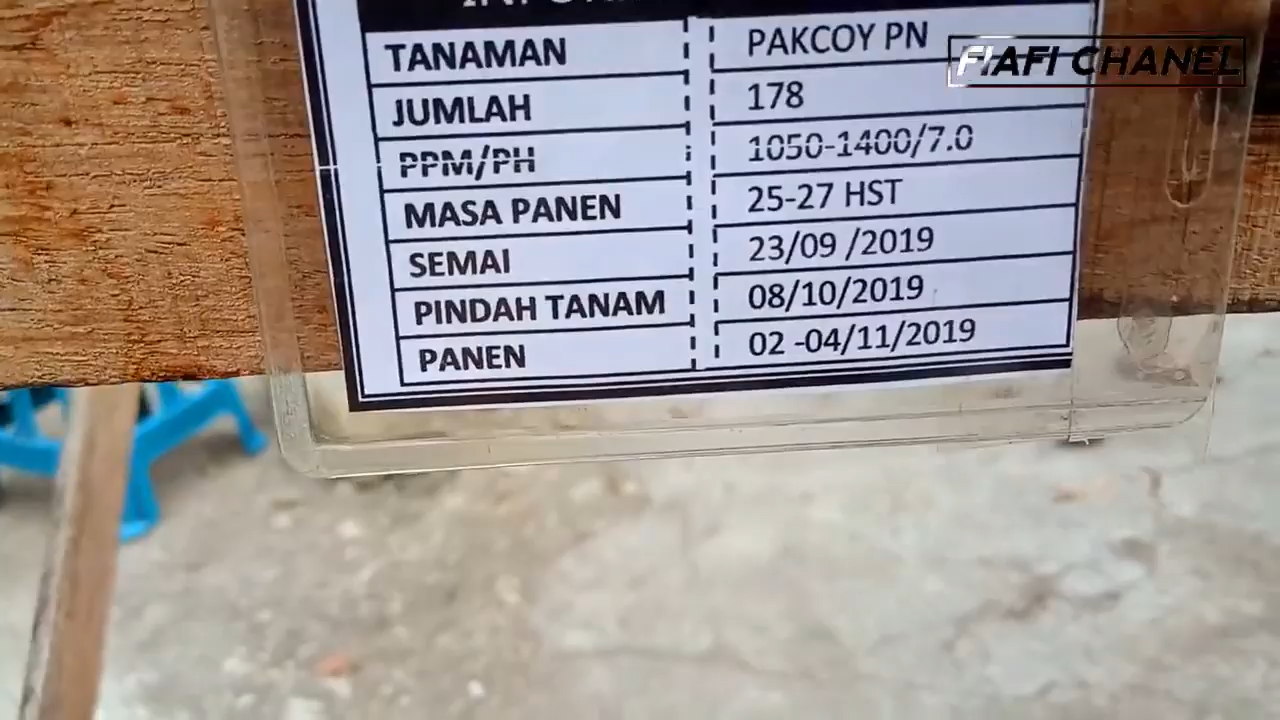 TANAMAN PAKCOY PN
JUMLAH 178
PPM/PH 1050-1400/7.0
MASA PANEN 25-27 HST
SEMAI 23/09 /2019
PINDAH TANAM 08/10/2019
PANEN 02 -04/11/2019
FIAFI CHANEL